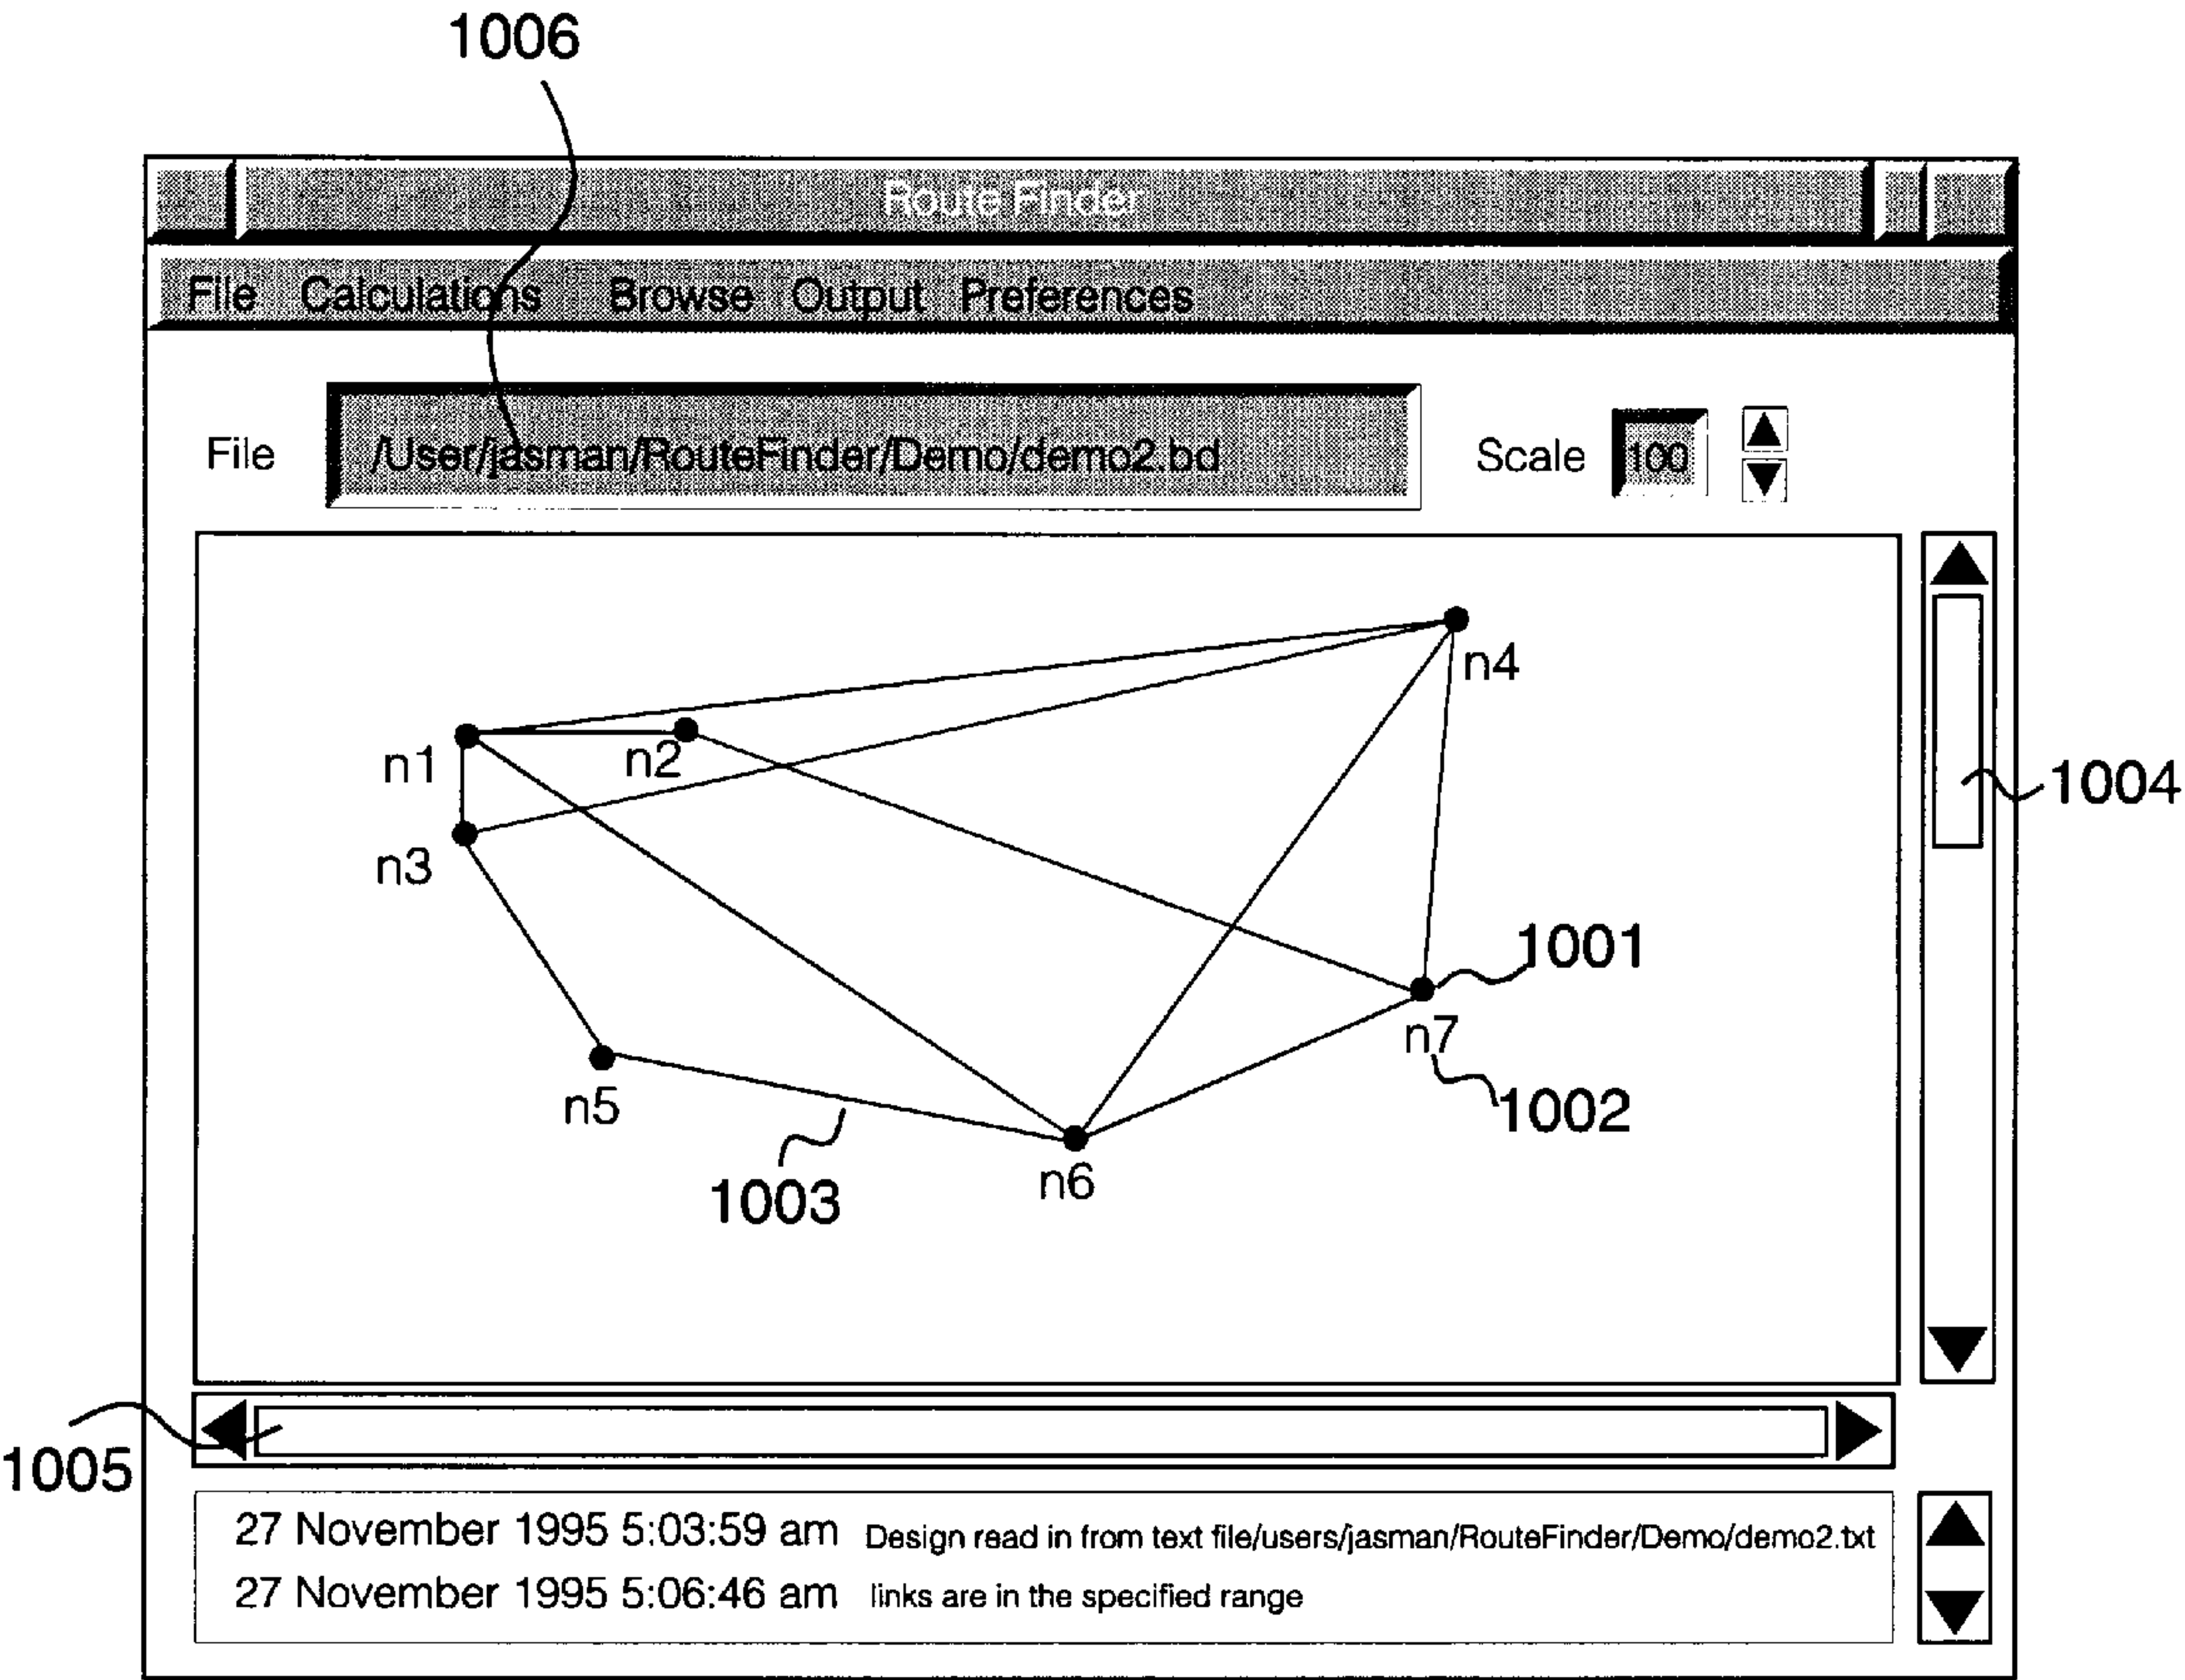 1006
Route Finder
File Calculations Browse Output Preferences
File /User/jasman/RouteFinder/Demo/demo2.bd Scale 100
n4
n1
n2
1004
n3
1001
n7
n5
1002
1003
n6
1005
27 November 1995 5:03:59 am Design read in from text file/users/jasman/RouteFinder/Demo/demo2.txt
27 November 1995 5:06:46 am links are in the specified range